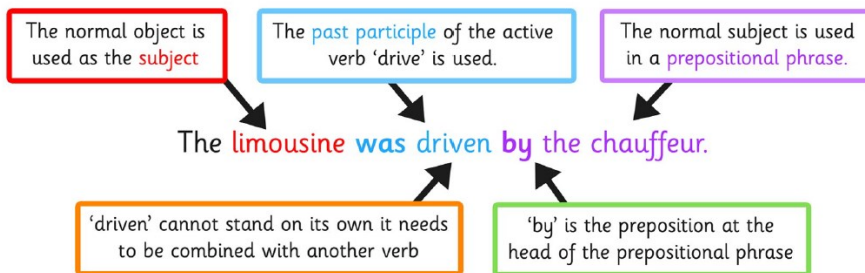 The normal object is
used as the subject
The past participle of the active
verb ‘drive’ is used.
The normal subject is used
in a prepositional phrase.
The limousine was driven by the chauffeur.
‘driven’ cannot stand on its own it needs
to be combined with another verb
‘by’ is the preposition at the
head of the prepositional phrase